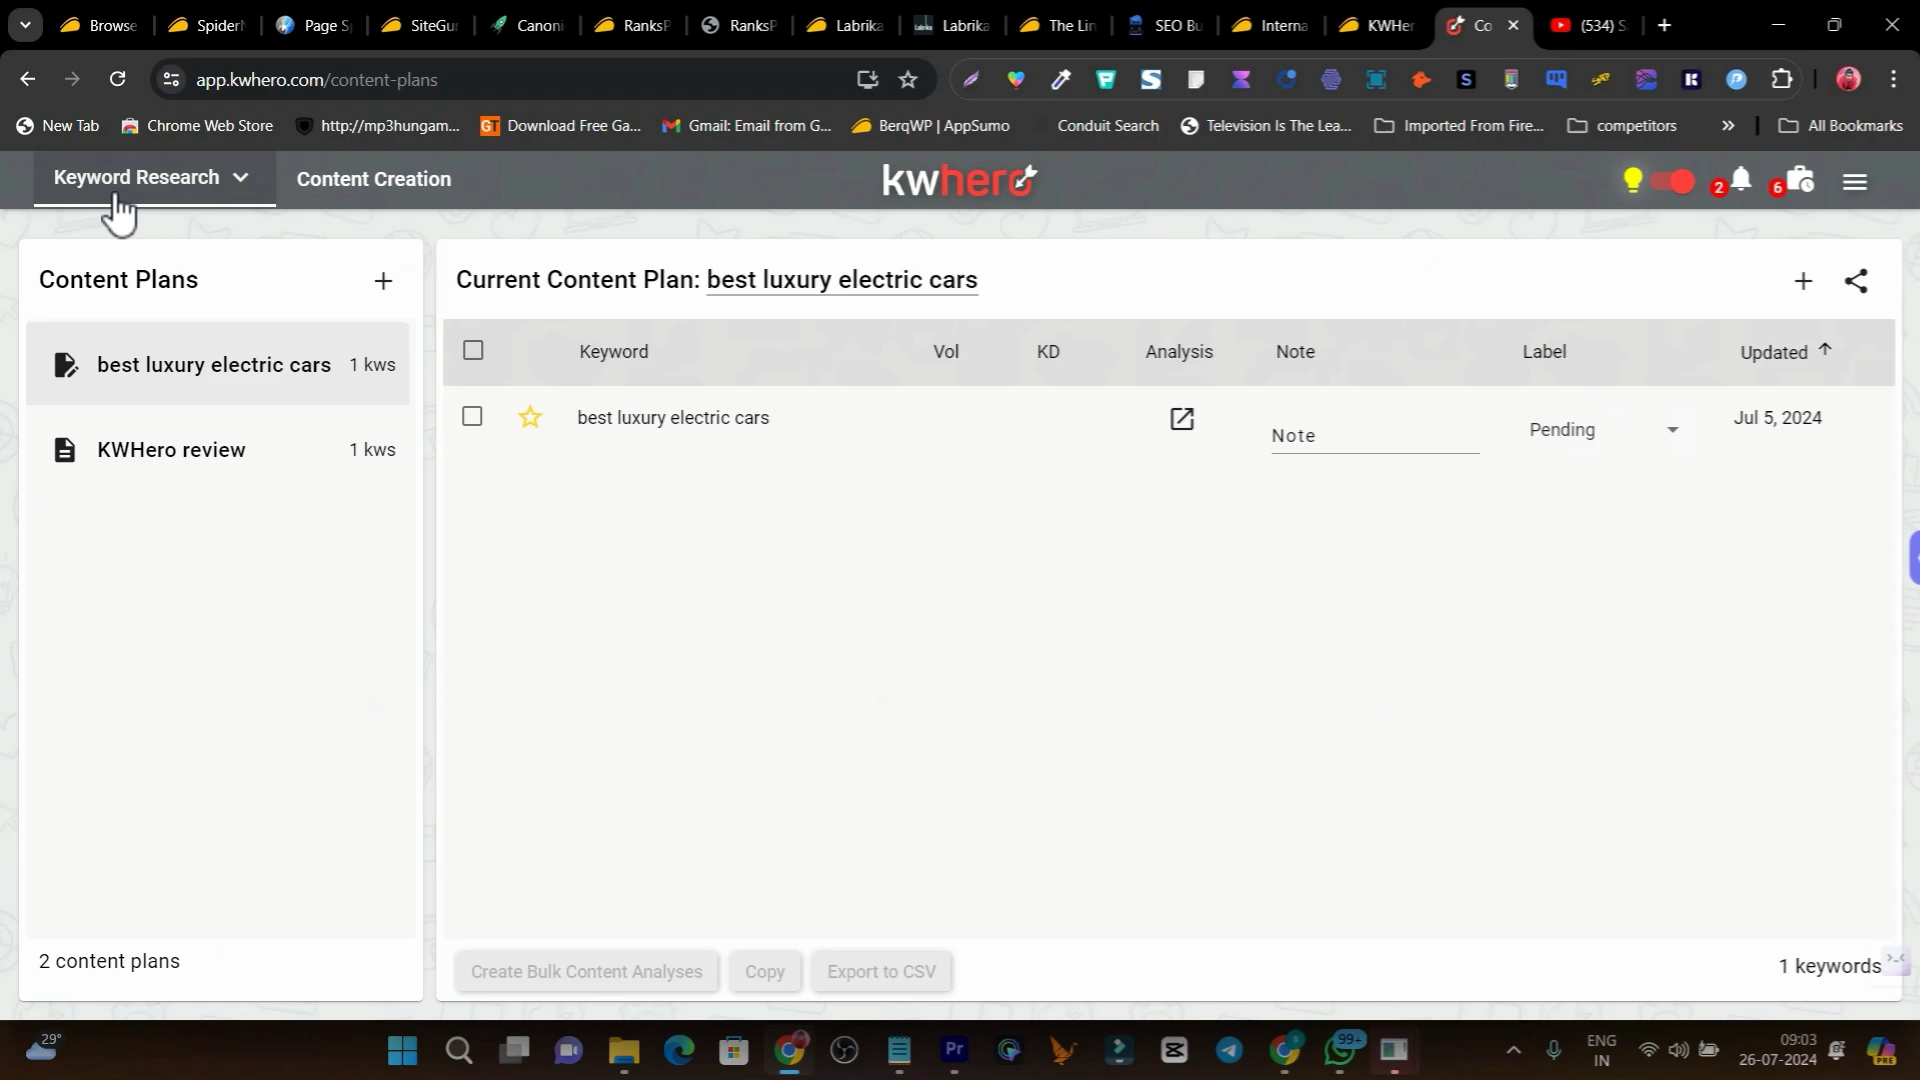 Browse
SpiderN
Page S
SiteGur
Canoni
RanksP
RanksP
Labrika
Labrika
The Lin
SEO Bu
Interna
KWHer
Co
(534) S
app.kwhero.com/content-plans
New Tab
Chrome Web Store
http://mp3hungam...
Download Free Ga...
Gmail: Email from G...
BerqWP | AppSumo
Conduit Search
Television Is The Lea...
Imported From Fire...
competitors
All Bookmarks
Keyword Research
Content Creation
kwhero
2
6
Content Plans
best luxury electric cars 1 kws
KWHero review 1 kws
2 content plans
Current Content Plan: best luxury electric cars
Keyword Vol KD Analysis Note Label Updated
best luxury electric cars Note Pending Jul 5, 2024
Create Bulk Content Analyses Copy Export to CSV
1 keywords
29°
Pr
99+
ENG
IN
09:03
26-07-2024
PRE